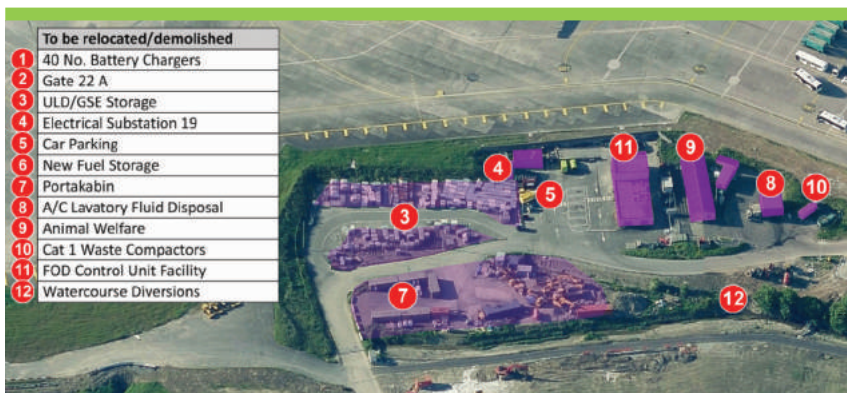 To be relocated/demolished
1 40 No. Battery Chargers
2 Gate 22 A
3 ULD/GSE Storage
4 Electrical Substation 19
5 Car Parking
6 New Fuel Storage
7 Portakabin
8 A/C Lavatory Fluid Disposal
9 Animal Welfare
10 Cat 1 Waste Compactors
11 FOD Control Unit Facility
12 Watercourse Diversions
4
11
9
5
8
10
3
7
12